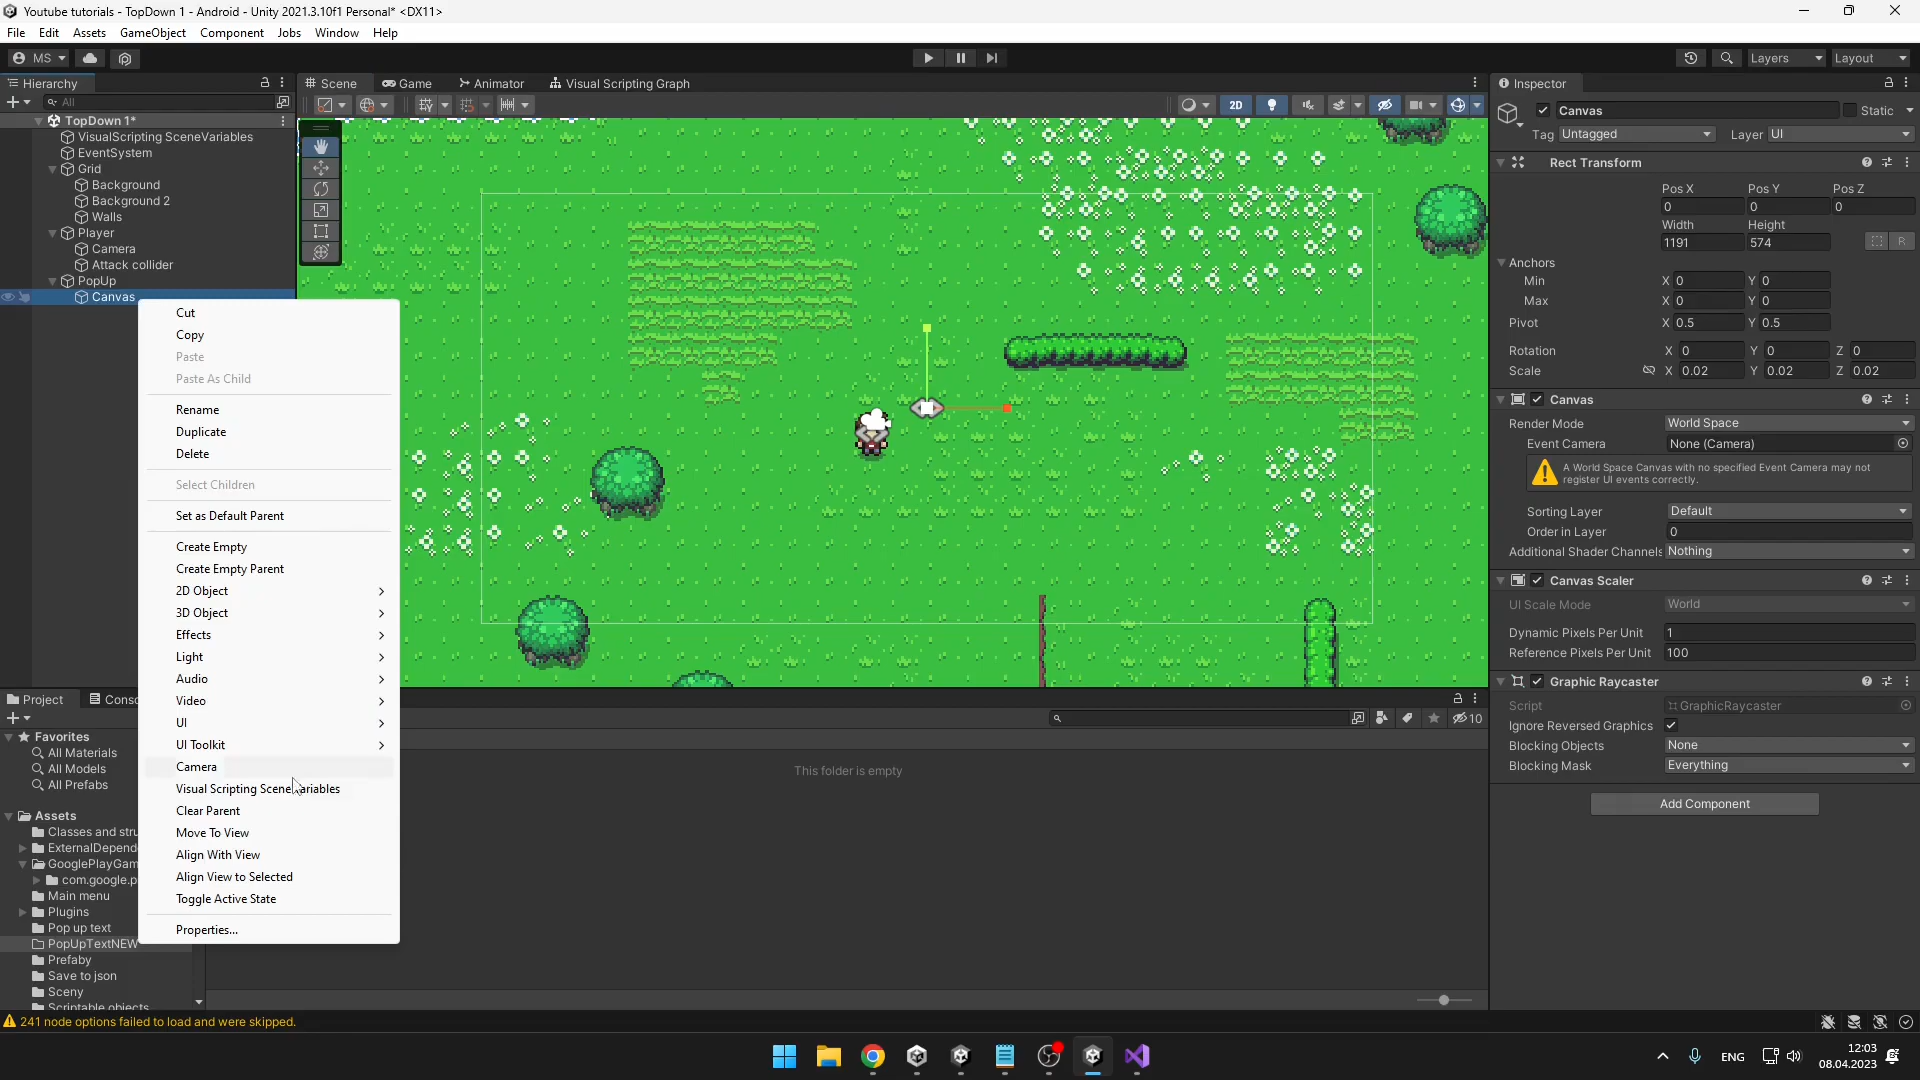 Youtube tutorials - TopDown 1 - Android - Unity 2021.3.10f1 Personal* <DX11>
File Edit Assets GameObject Component Jobs Window Help
MS Layers Layout
Hierarchy Scene Game Animator Visual Scripting Graph Inspector
All 2D
TopDown 1*
VisualScripting SceneVariables
EventSystem
Grid
Background
Background 2
Walls
Player
Camera
Attack collider
PopUp
Canvas
Cut
Copy
Paste
Paste As Child
Rename
Duplicate
Delete
Select Children
Set as Default Parent
Create Empty
Create Empty Parent
2D Object
3D Object
Effects
Light
Audio
Video
UI
UI Toolkit
Camera
Visual Scripting Scene
Clear Parent
Move To View
Align With View
Align View to Selected
Toggle Active State
Properties...
Canvas Static
Tag Untagged Layer UI
Rect Transform
Pos X Pos Y Pos Z
0 0 0
Width Height
1191 574 R
Anchors
Min X 0 Y 0
Max X 0 Y 0
Pivot X 0.5 Y 0.5
Rotation X 0 Y 0 Z 0
Scale X 0.02 Y 0.02 Z 0.02
Canvas
Render Mode World Space
Event Camera None (Camera)
A World Space Canvas with no specified Event Camera may not
register UI events correctly.
Sorting Layer Default
Order in Layer 0
Additional Shader Channels Nothing
Canvas Scaler
UI Scale Mode World
Dynamic Pixels Per Unit 1
Reference Pixels Per Unit 100
Graphic Raycaster
Script GraphicRaycaster
Ignore Reversed Graphics
Blocking Objects None
Blocking Mask Everything
Add Component
Project Conso
10
Favorites
All Materials
All Models
All Prefabs
Assets
Classes and stru
ExternalDepend
GooglePlayGam
com.google.p
Main menu
Plugins
Pop up text
PopUpTextNEW
Prefaby
Save to json
Sceny
Scriptable objects
This folder is empty
241 node options failed to load and were skipped.
ENG 12:03
08.04.2023